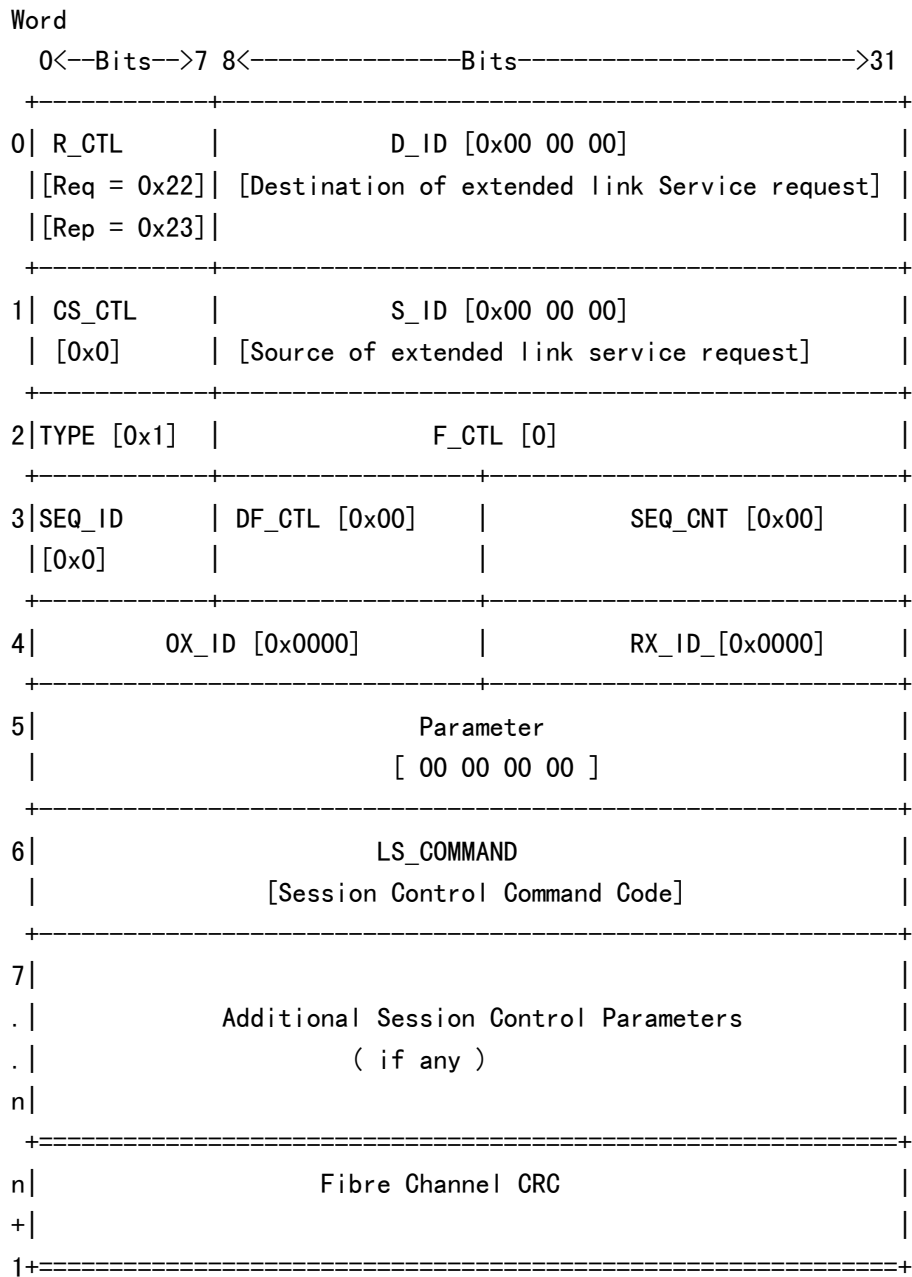 Word
  0<--Bits-->7 8<---------------Bits------------------------>31
 +------------+------------------------------------------------+
0| R_CTL      |            D_ID [0x00 00 00]                   |
 |[Req = 0x22]| [Destination of extended link Service request] |
 |[Rep = 0x23]|                                                |
 +------------+------------------------------------------------+
1| CS_CTL     |            S_ID [0x00 00 00]                   |
 | [0x0]      | [Source of extended link service request]      |
 +------------+------------------------------------------------+
2|TYPE [0x1]  |               F_CTL [0]                        |
 +------------+------------------+-----------------------------+
3|SEQ_ID      | DF_CTL [0x00]    |          SEQ_CNT [0x00]     |
 |[0x0]       |                  |                             |
 +------------+------------------+-----------------------------+
4|         OX_ID [0x0000]        |          RX_ID_[0x0000]     |
 +-------------------------------+-----------------------------+
5|                           Parameter                         |
 |                         [ 00 00 00 00 ]                     |
 +-------------------------------------------------------------+
6|                        LS_COMMAND                           |
 |                [Session Control Command Code]               |
 +-------------------------------------------------------------+
7|                                                             |
.|             Additional Session Control Parameters           |
.|                      ( if any )                             |
n|                                                             |
 +=============================================================+
n|                    Fibre Channel CRC                        |
+|                                                             |
1+=============================================================+